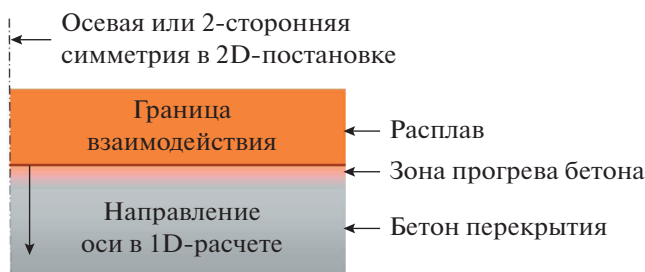 Осевая или 2-сторонняя
симметрия в 2D-постановке
Граница
взаимодействия
Расплав
Зона прогрева бетона
Направление
оси в 1D-расчете
Бетон перекрытия